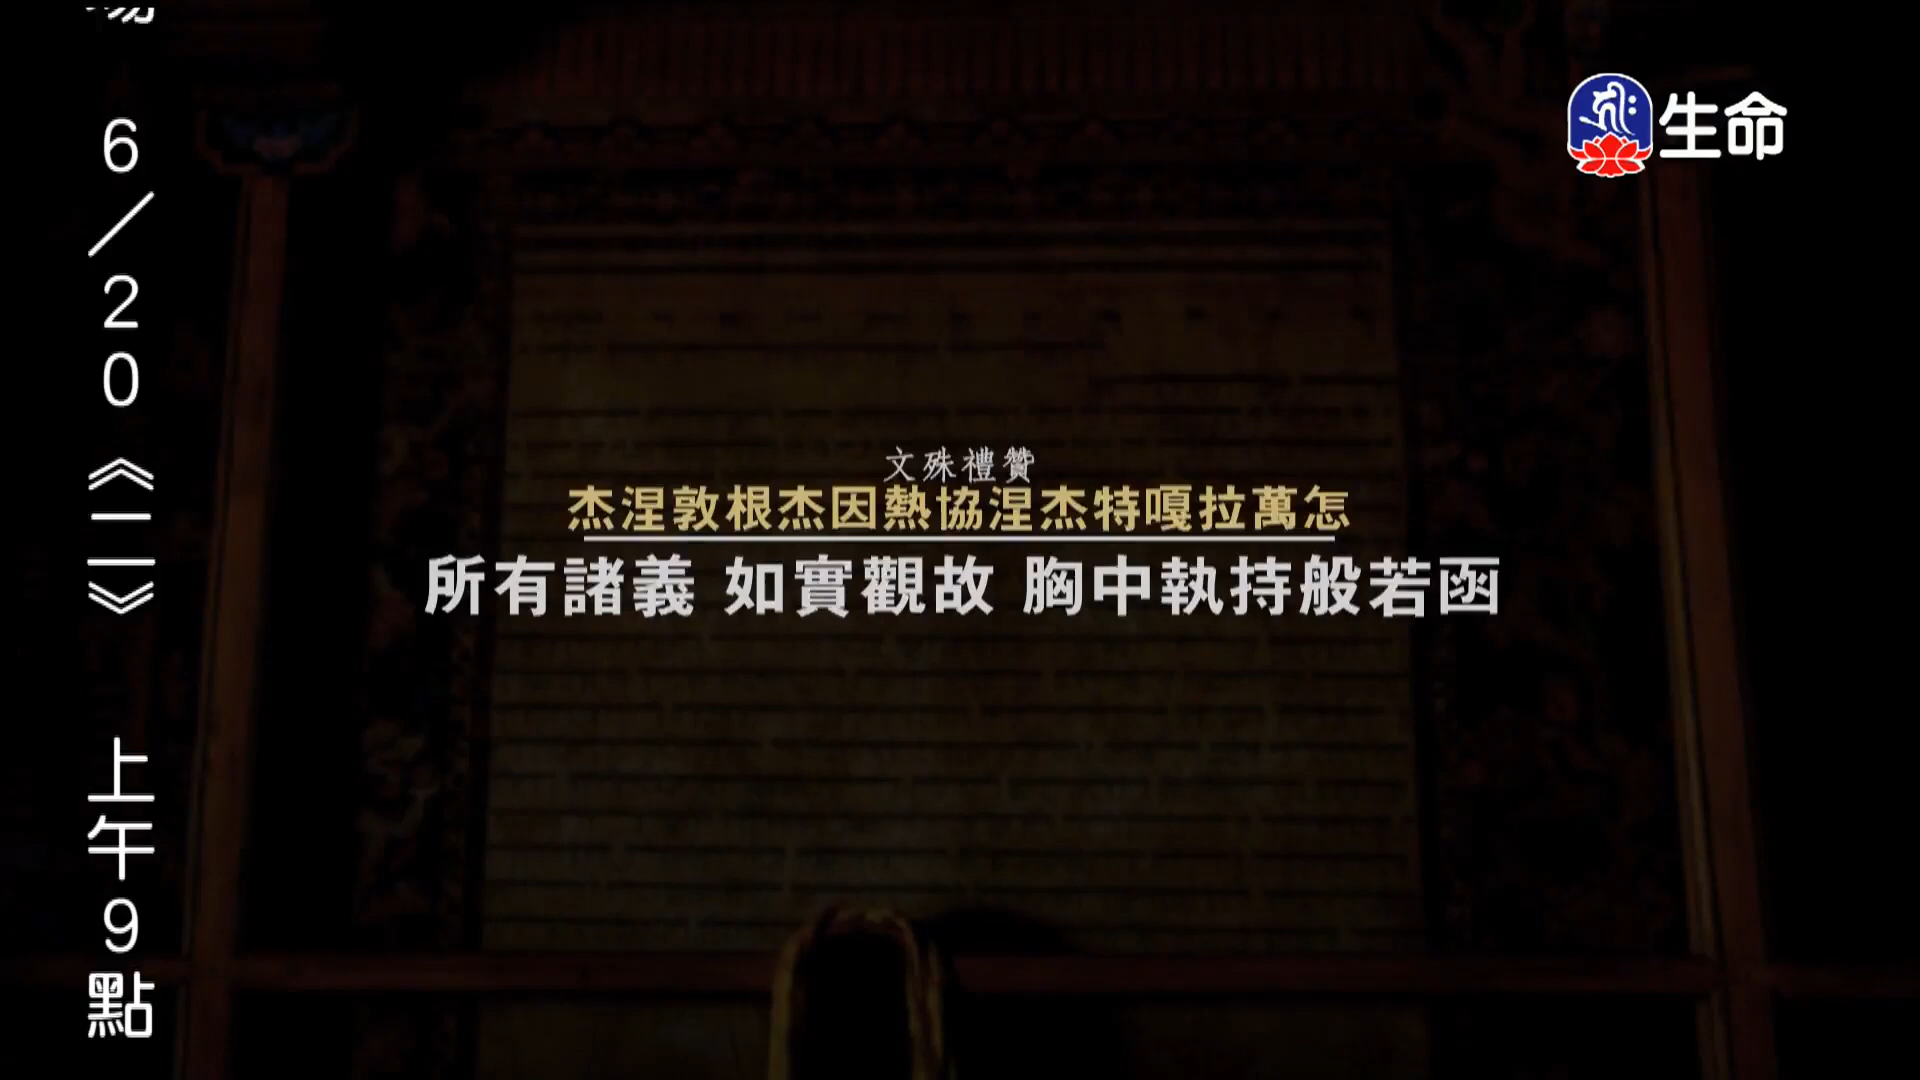 6／20《二》 上午9點
生命
文殊禮贊
杰涅敦根杰因熱協涅杰特嘎拉萬怎
所有諸義 如實觀故 胸中執持般若函